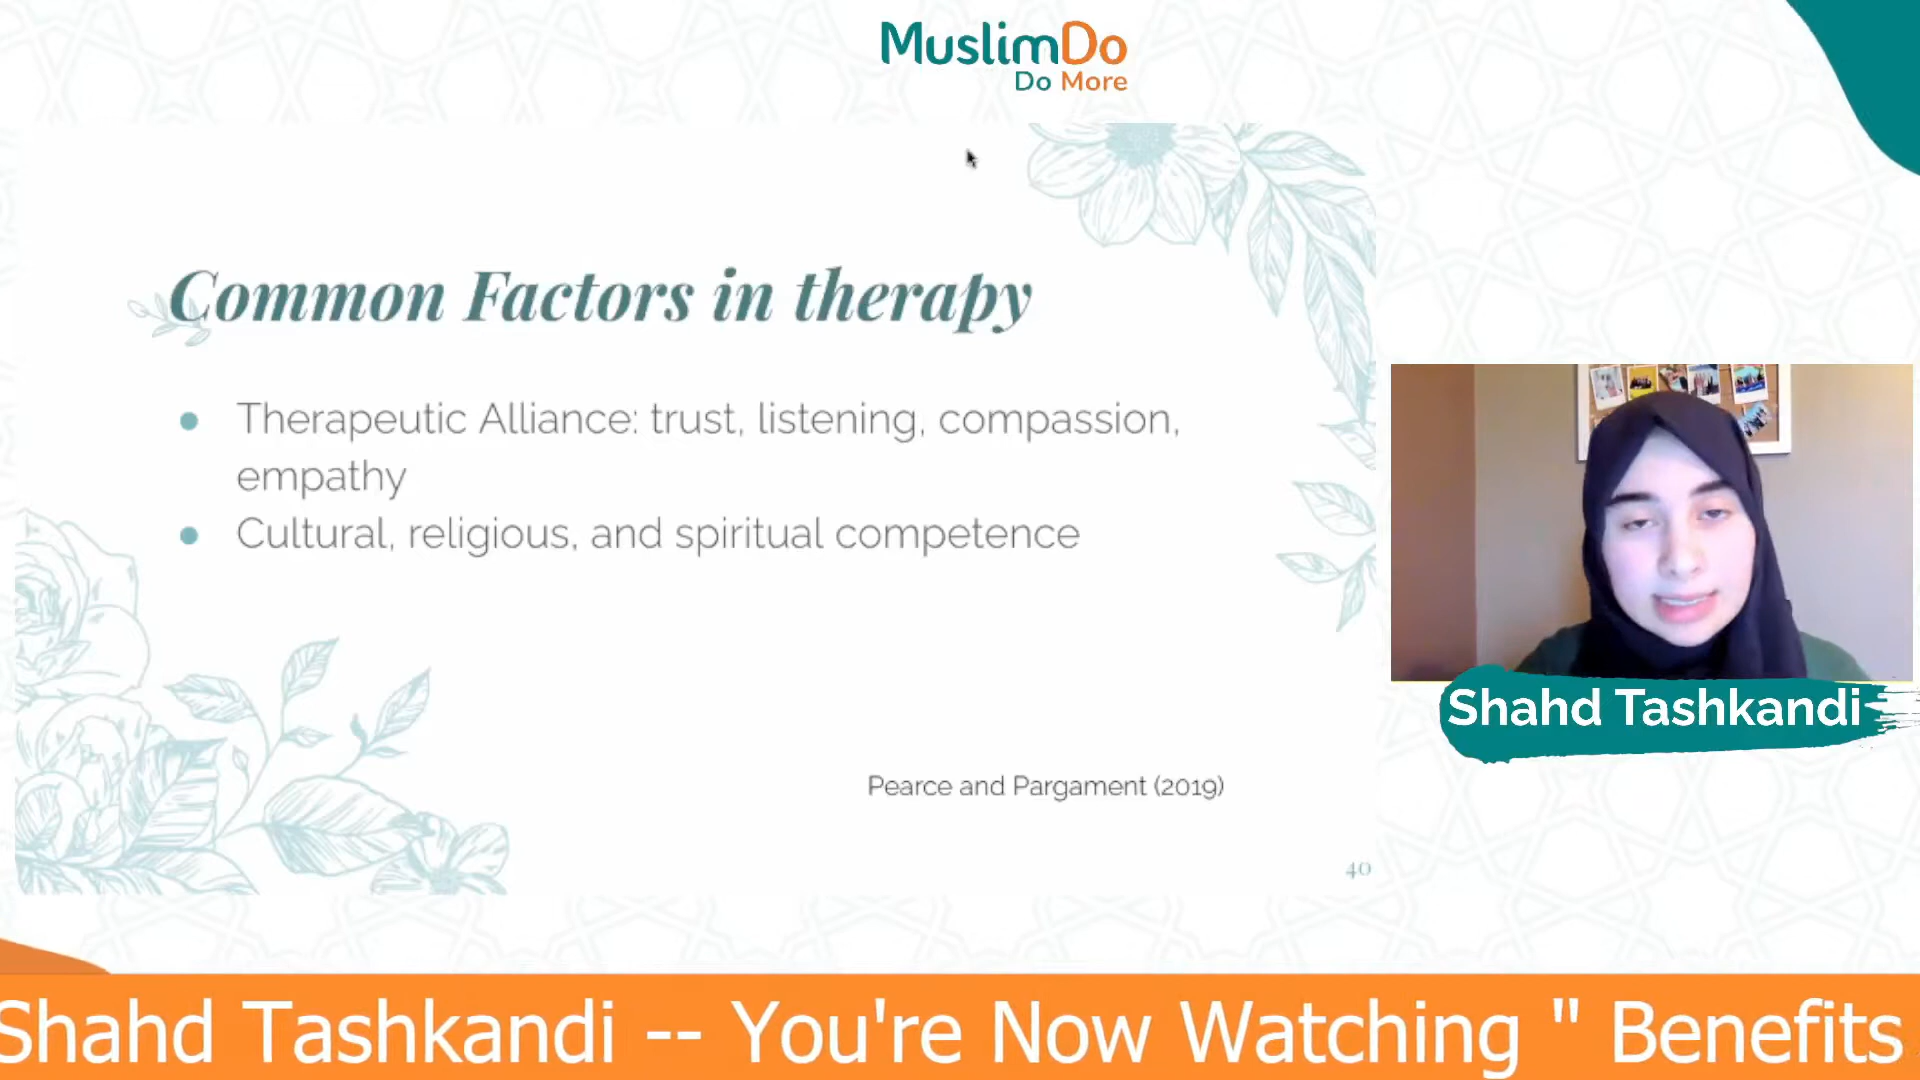 MuslimDo
Do More
Common Factors in therapy
● Therapeutic Alliance: trust, listening, compassion,
empathy
● Cultural, religious, and spiritual competence
Pearce and Pargament (2019)
40
Shahd Tashkandi
Shahd Tashkandi -- You're Now Watching " Benefits